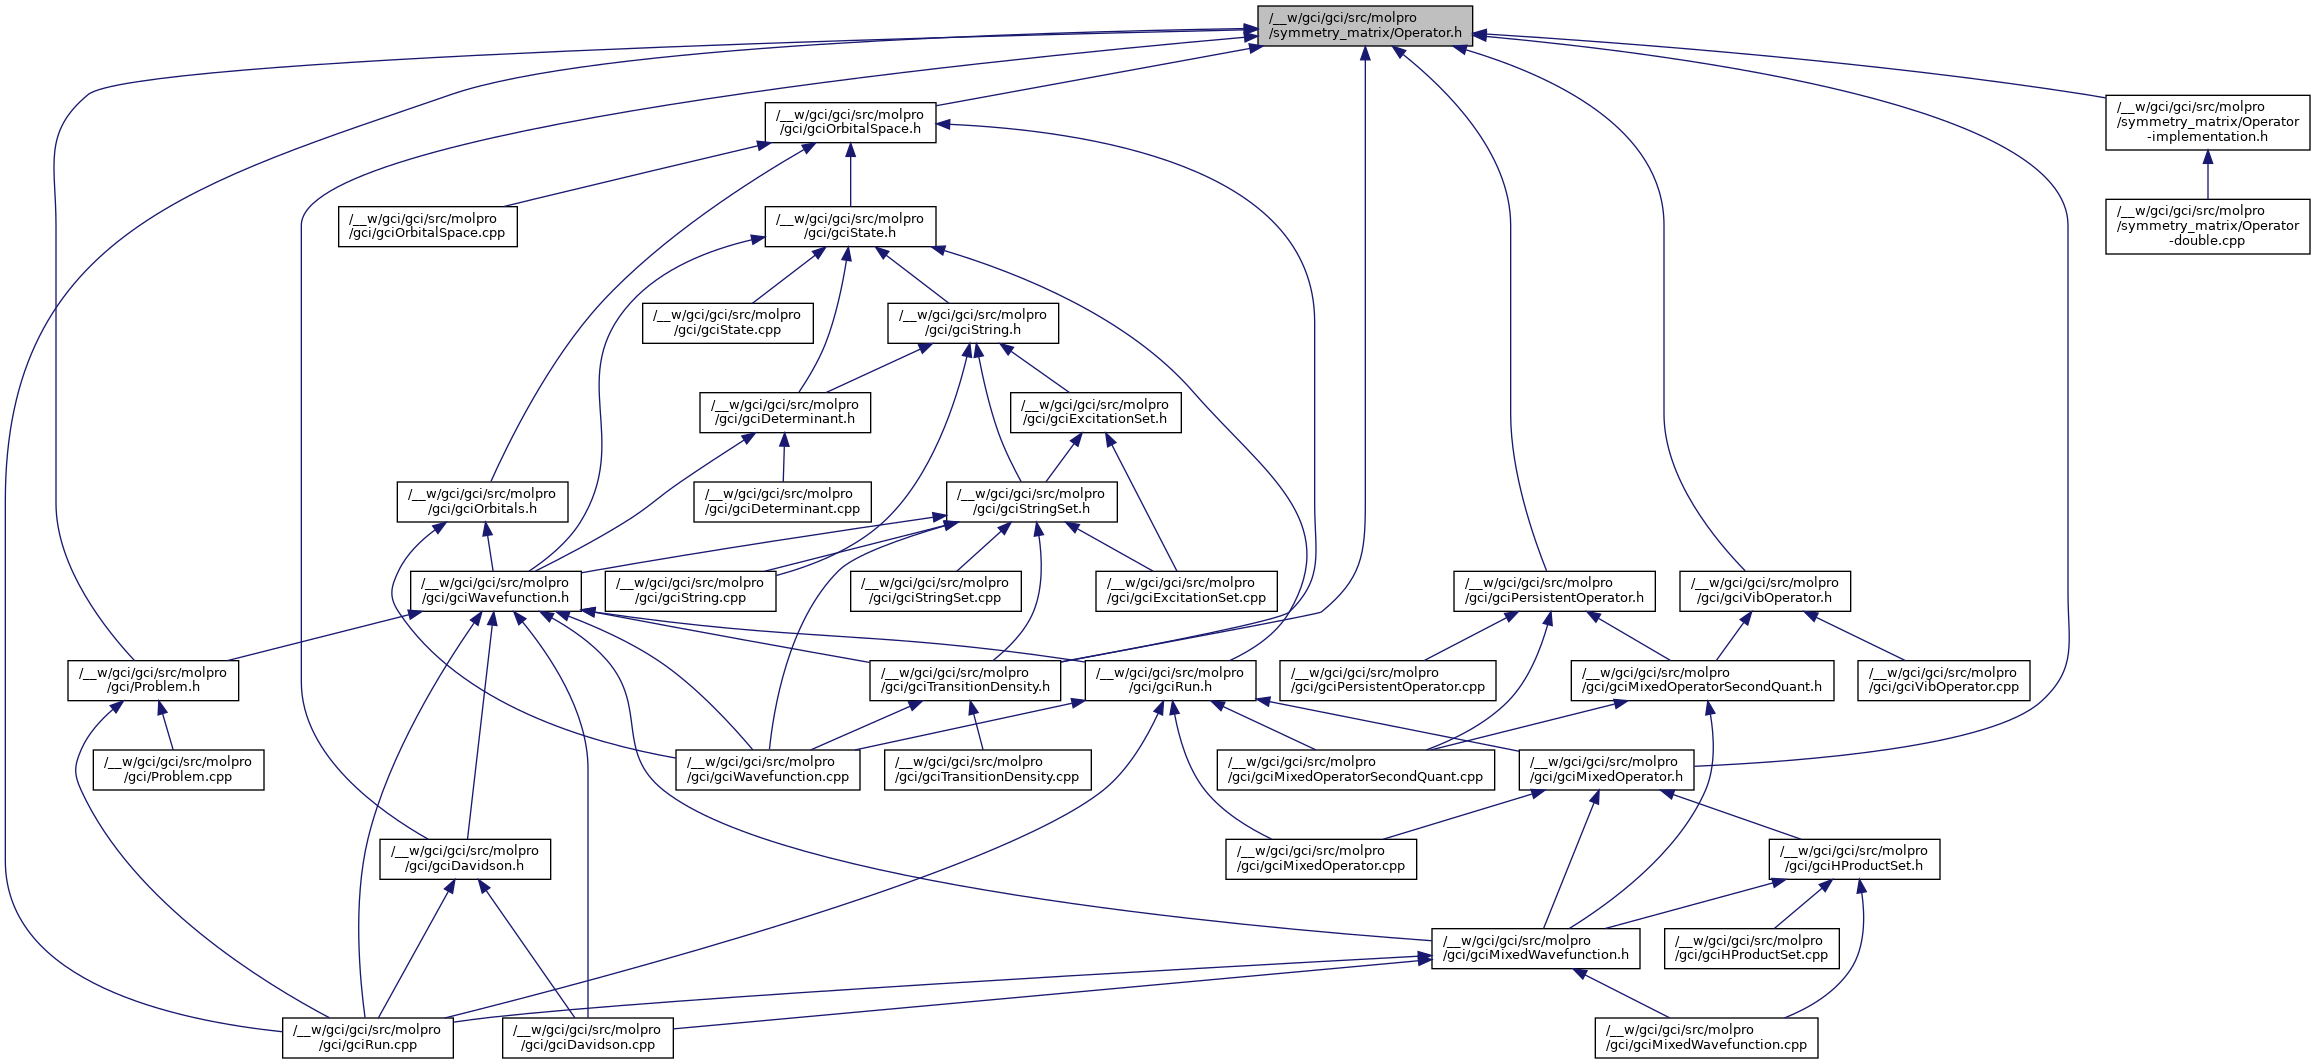 /__w/gci/gci/src/molpro
/symmetry_matrix/Operator.h
/__w/gci/gci/src/molpro
/gci/gciOrbitalSpace.h
/__w/gci/gci/src/molpro
/symmetry_matrix/Operator
-implementation.h
/__w/gci/gci/src/molpro
/gci/gciOrbitalSpace.cpp
/__w/gci/gci/src/molpro
/gci/gciState.h
/__w/gci/gci/src/molpro
/symmetry_matrix/Operator
-double.cpp
/__w/gci/gci/src/molpro
/gci/gciState.cpp
/__w/gci/gci/src/molpro
/gci/gciString.h
/__w/gci/gci/src/molpro
/gci/gciDeterminant.h
/__w/gci/gci/src/molpro
/gci/gciExcitationSet.h
/__w/gci/gci/src/molpro
/gci/gciOrbitals.h
/__w/gci/gci/src/molpro
/gci/gciDeterminant.cpp
/__w/gci/gci/src/molpro
/gci/gciStringSet.h
/__w/gci/gci/src/molpro
/gci/gciWavefunction.h
/__w/gci/gci/src/molpro
/gci/gciString.cpp
/__w/gci/gci/src/molpro
/gci/gciStringSet.cpp
/__w/gci/gci/src/molpro
/gci/gciExcitationSet.cpp
/__w/gci/gci/src/molpro
/gci/gciPersistentOperator.h
/__w/gci/gci/src/molpro
/gci/gciVibOperator.h
/__w/gci/gci/src/molpro
/gci/Problem.h
/__w/gci/gci/src/molpro
/gci/gciTransitionDensity.h
/__w/gci/gci/src/molpro
/gci/gciRun.h
/__w/gci/gci/src/molpro
/gci/gciPersistentOperator.cpp
/__w/gci/gci/src/molpro
/gci/gciMixedOperatorSecondQuant.h
/__w/gci/gci/src/molpro
/gci/gciVibOperator.cpp
/__w/gci/gci/src/molpro
/gci/Problem.cpp
/__w/gci/gci/src/molpro
/gci/gciWavefunction.cpp
/__w/gci/gci/src/molpro
/gci/gciTransitionDensity.cpp
/__w/gci/gci/src/molpro
/gci/gciMixedOperatorSecondQuant.cpp
/__w/gci/gci/src/molpro
/gci/gciMixedOperator.h
/__w/gci/gci/src/molpro
/gci/gciDavidson.h
/__w/gci/gci/src/molpro
/gci/gciMixedOperator.cpp
/__w/gci/gci/src/molpro
/gci/gciHProductSet.h
/__w/gci/gci/src/molpro
/gci/gciMixedWavefunction.h
/__w/gci/gci/src/molpro
/gci/gciHProductSet.cpp
/__w/gci/gci/src/molpro
/gci/gciRun.cpp
/__w/gci/gci/src/molpro
/gci/gciDavidson.cpp
/__w/gci/gci/src/molpro
/gci/gciMixedWavefunction.cpp